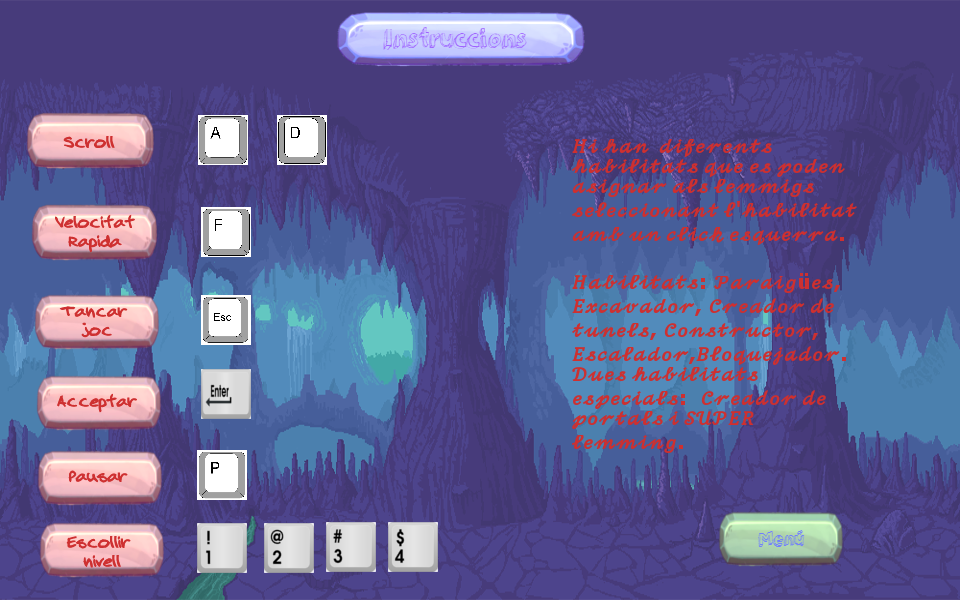 Instruccions
Scroll
A D
Velocitat
Rapida
F
Tancar
joc
Esc
Acceptar
Enter
Pausar
P
Escollir
nivell
! @ # $
1 2 3 4
Hi han diferents
habilitats que es poden
asignar als lemmigs
seleccionant l'habilitat
amb un click esquerra.
Habilitats: Paraigües,
Excavador, Creador de
tunels, Constructor,
Escalador,Bloquejador.
Dues habilitats
especials: Creador de
portals i SUPER
lemming.
Menú